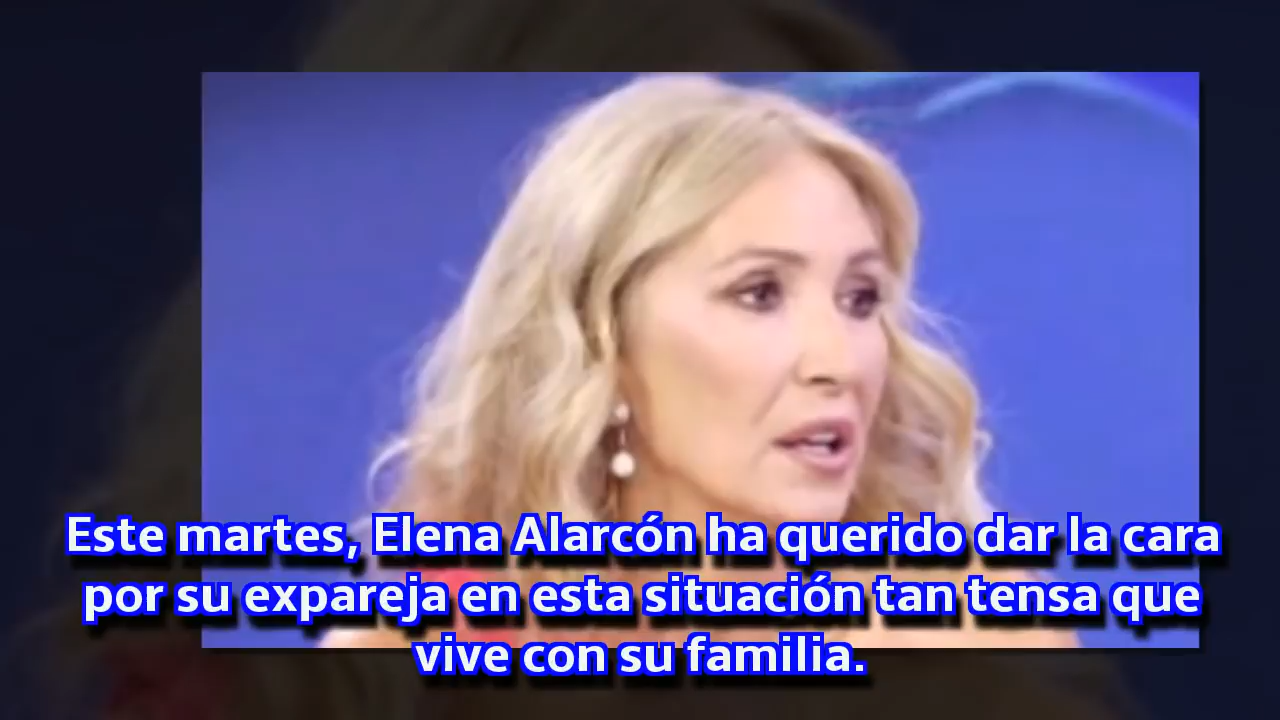 Este martes, Elena Alarcón ha querido dar la cara
por su expareja en esta situación tan tensa que
vive con su familia.